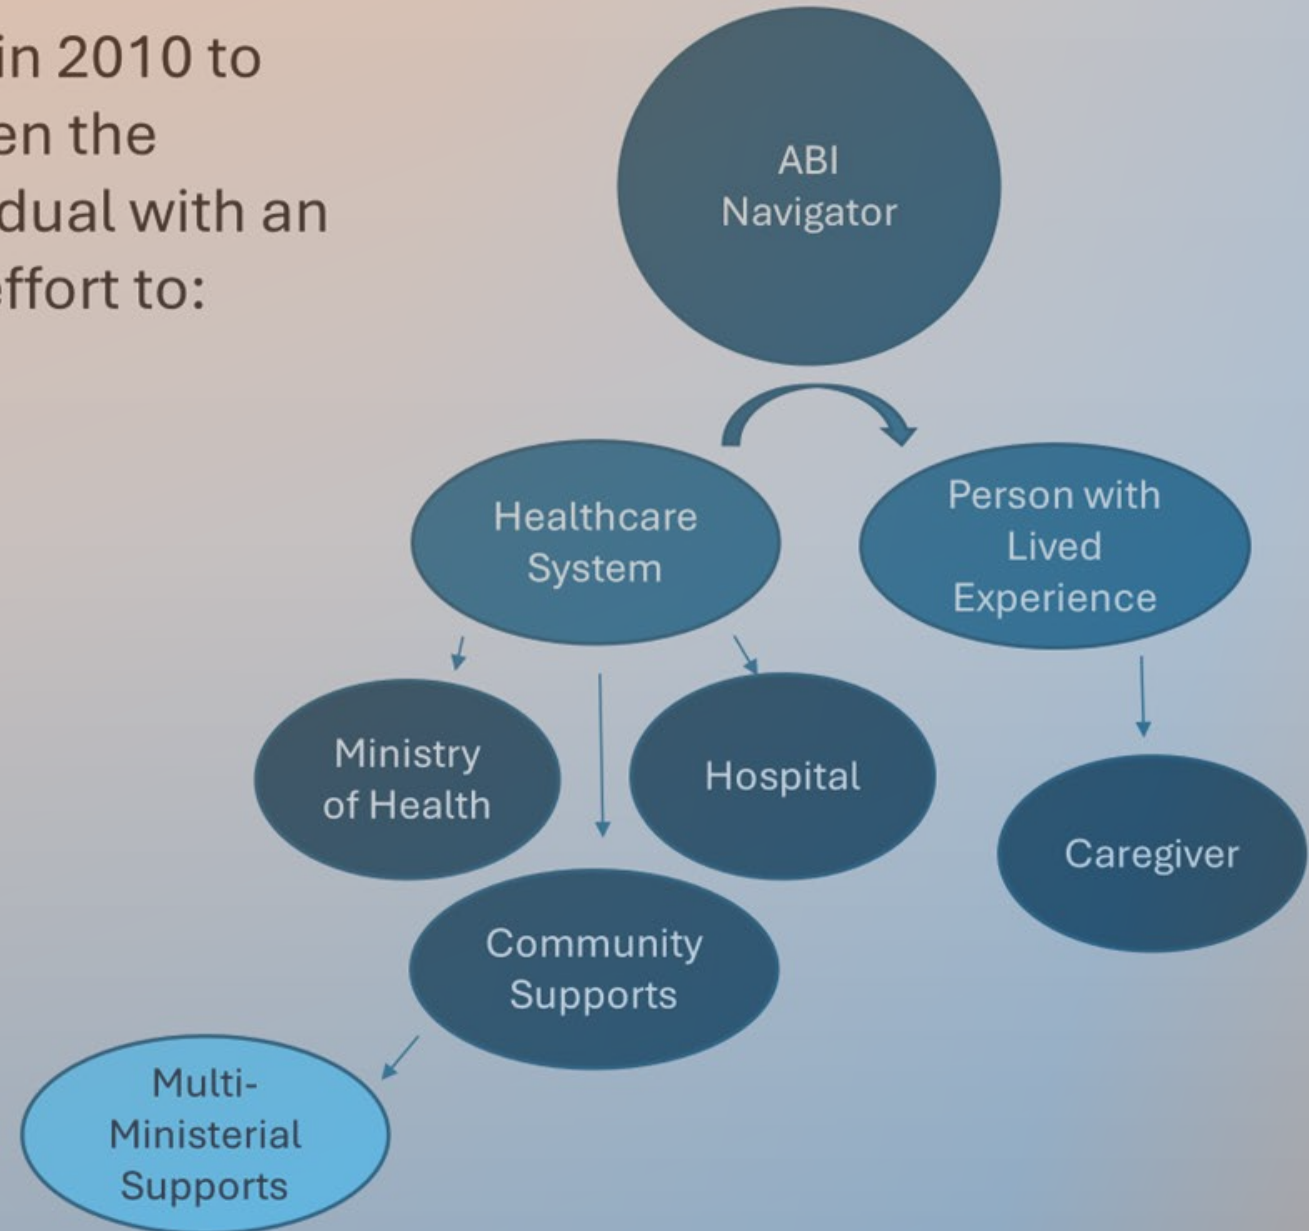 in 2010 to
en the
dual with an
effort to:
ABI
Navigator
Healthcare
System
Person with
Lived
Experience
Ministry
of Health
Hospital
Caregiver
Community
Supports
Multi-
Ministerial
Supports